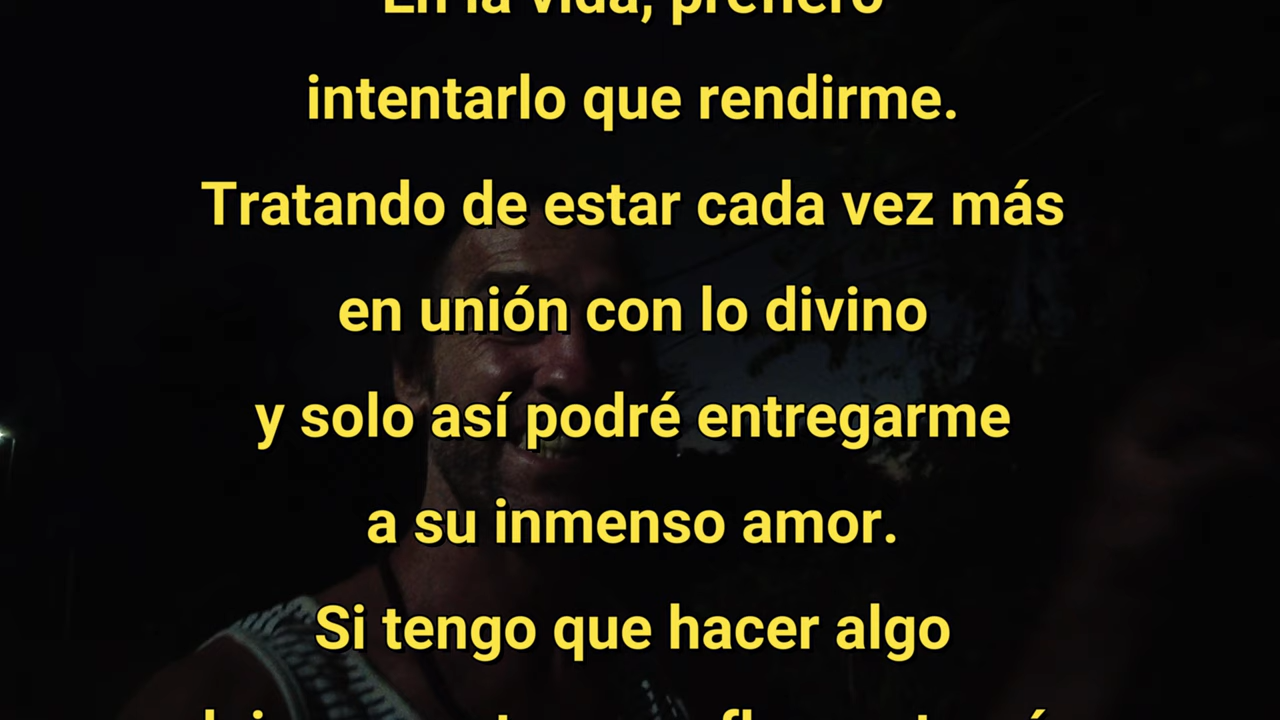 En la vida, prefiero
intentarlo que rendirme.
Tratando de estar cada vez más
en unión con lo divino
y solo así podré entregarme
a su inmenso amor.
Si tengo que hacer algo